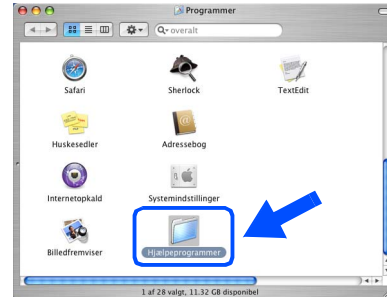 Programmer
overalt
Safari
Sherlock
TextEdit
Huskesedler
Adressebog
Internetopkald
Systemindstillinger
Billedfremviser
Hjælpeprogrammer
1 af 28 valgt, 11.32 GB disponibel